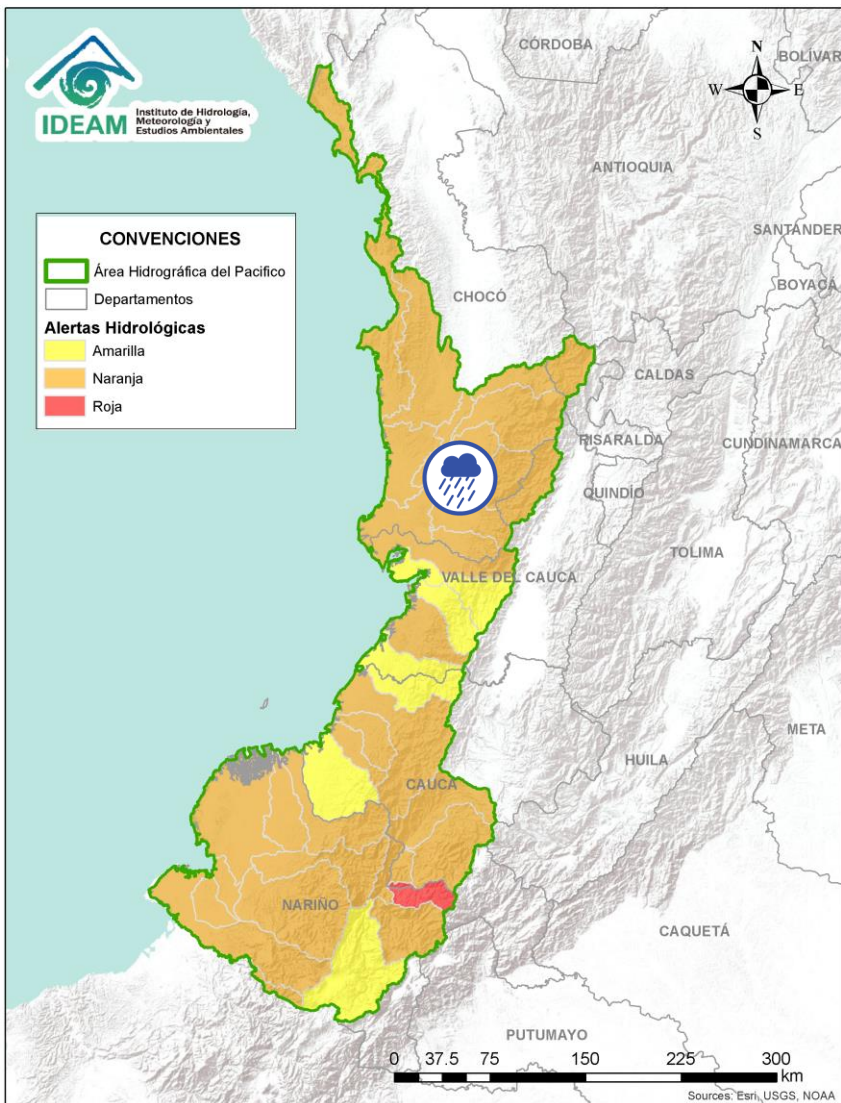 IDEAM
Instituto de Hidrología,
Meteorología y
Estudios Ambientales
N
W E
S
CONVENCIONES
Área Hidrográfica del Pacifico
Departamentos
Alertas Hidrológicas
Amarilla
Naranja
Roja
CÓRDOBA
BOLÍVAR
ANTIOQUIA
SANTANDER
BOYACÁ
CHOCÓ
CALDAS
RISARALDA
CUNDINAMARCA
QUINDÍO
TOLIMA
VALLE DEL CAUCA
META
HUILA
CAUCA
NARIÑO
CAQUETÁ
PUTUMAYO
0 37.5 75 150 225 300
km
Sources: Esri, USGS, NOAA